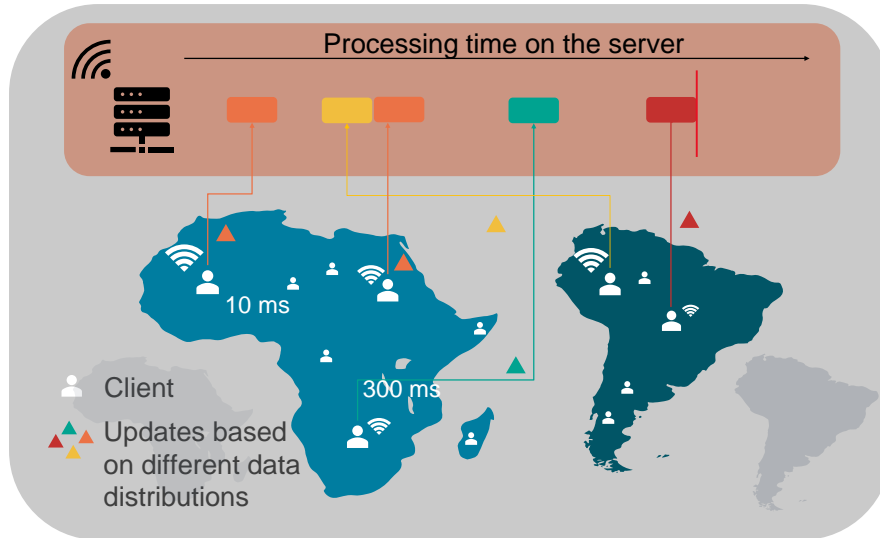 Processing time on the server
10 ms
300 ms
Client
Updates based
on different data
distributions